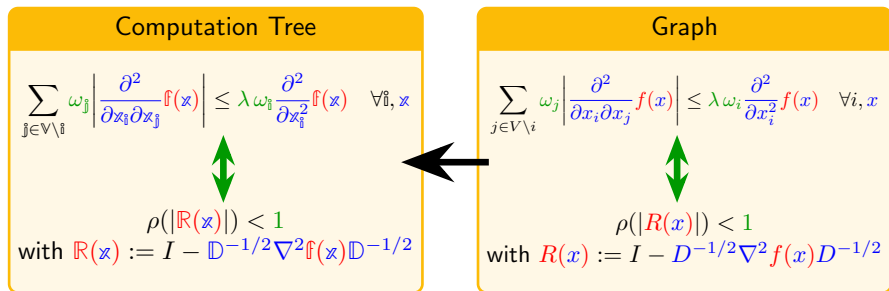 Computation Tree
∑_{𝕛∈𝕍\𝕚} ω_𝕛 |∂²/∂𝕩_𝕚∂𝕩_𝕛 𝕗(𝕩)| ≤ λ ω_𝕚 ∂²/∂𝕩_𝕚² 𝕗(𝕩) ∀𝕚, 𝕩
ρ(|ℝ(𝕩)|) < 1
with ℝ(𝕩) := I − 𝔻^{−1/2}∇²𝕗(𝕩)𝔻^{−1/2}
Graph
∑_{j∈V\i} ω_j |∂²/∂x_i∂x_j f(x)| ≤ λ ω_i ∂²/∂x_i² f(x) ∀i, x
ρ(|R(x)|) < 1
with R(x) := I − D^{−1/2}∇²f(x)D^{−1/2}